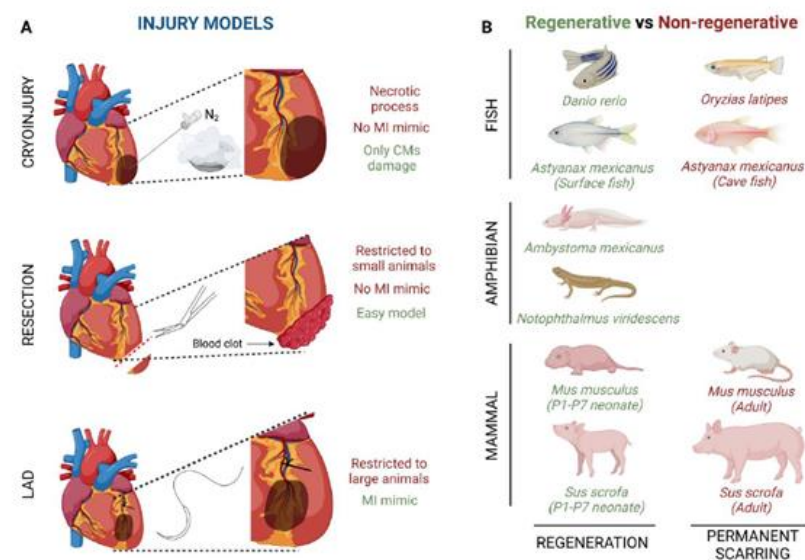 A
INJURY MODELS
CRYOINJURY
N₂
Necrotic
process
No MI mimic
Only CMs
damage
RESECTION
Blood clot
Restricted to
small animals
No MI mimic
Easy model
LAD
Restricted to
large animals
MI mimic
B
Regenerative vs Non-regenerative
FISH
Danio rerio
Oryzias latipes
Astyanax mexicanus
(Surface fish)
Astyanax mexicanus
(Cave fish)
AMPHIBIAN
Ambystoma mexicanus
Notophthalmus viridescens
MAMMAL
Mus musculus
(P1-P7 neonate)
Mus musculus
(Adult)
Sus scrofa
(P1-P7 neonate)
Sus scrofa
(Adult)
REGENERATION
PERMANENT
SCARRING